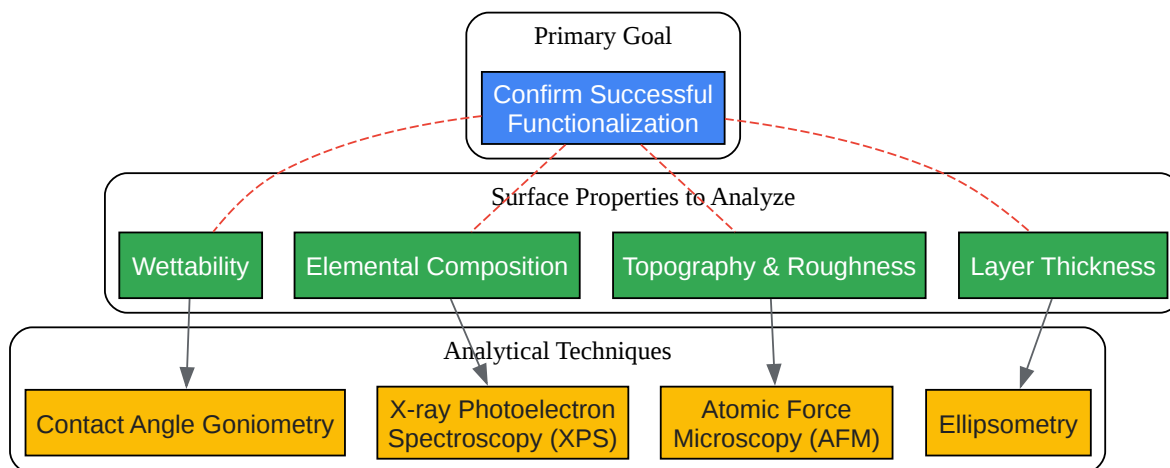 Primary Goal
Confirm Successful
Functionalization
Surface Properties to Analyze
Wettability
Elemental Composition
Topography & Roughness
Layer Thickness
Analytical Techniques
Contact Angle Goniometry
X-ray Photoelectron
Spectroscopy (XPS)
Atomic Force
Microscopy (AFM)
Ellipsometry